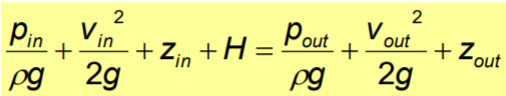 p_in/ρg + v_in²/2g + z_in + H = p_out/ρg + v_out²/2g + z_out